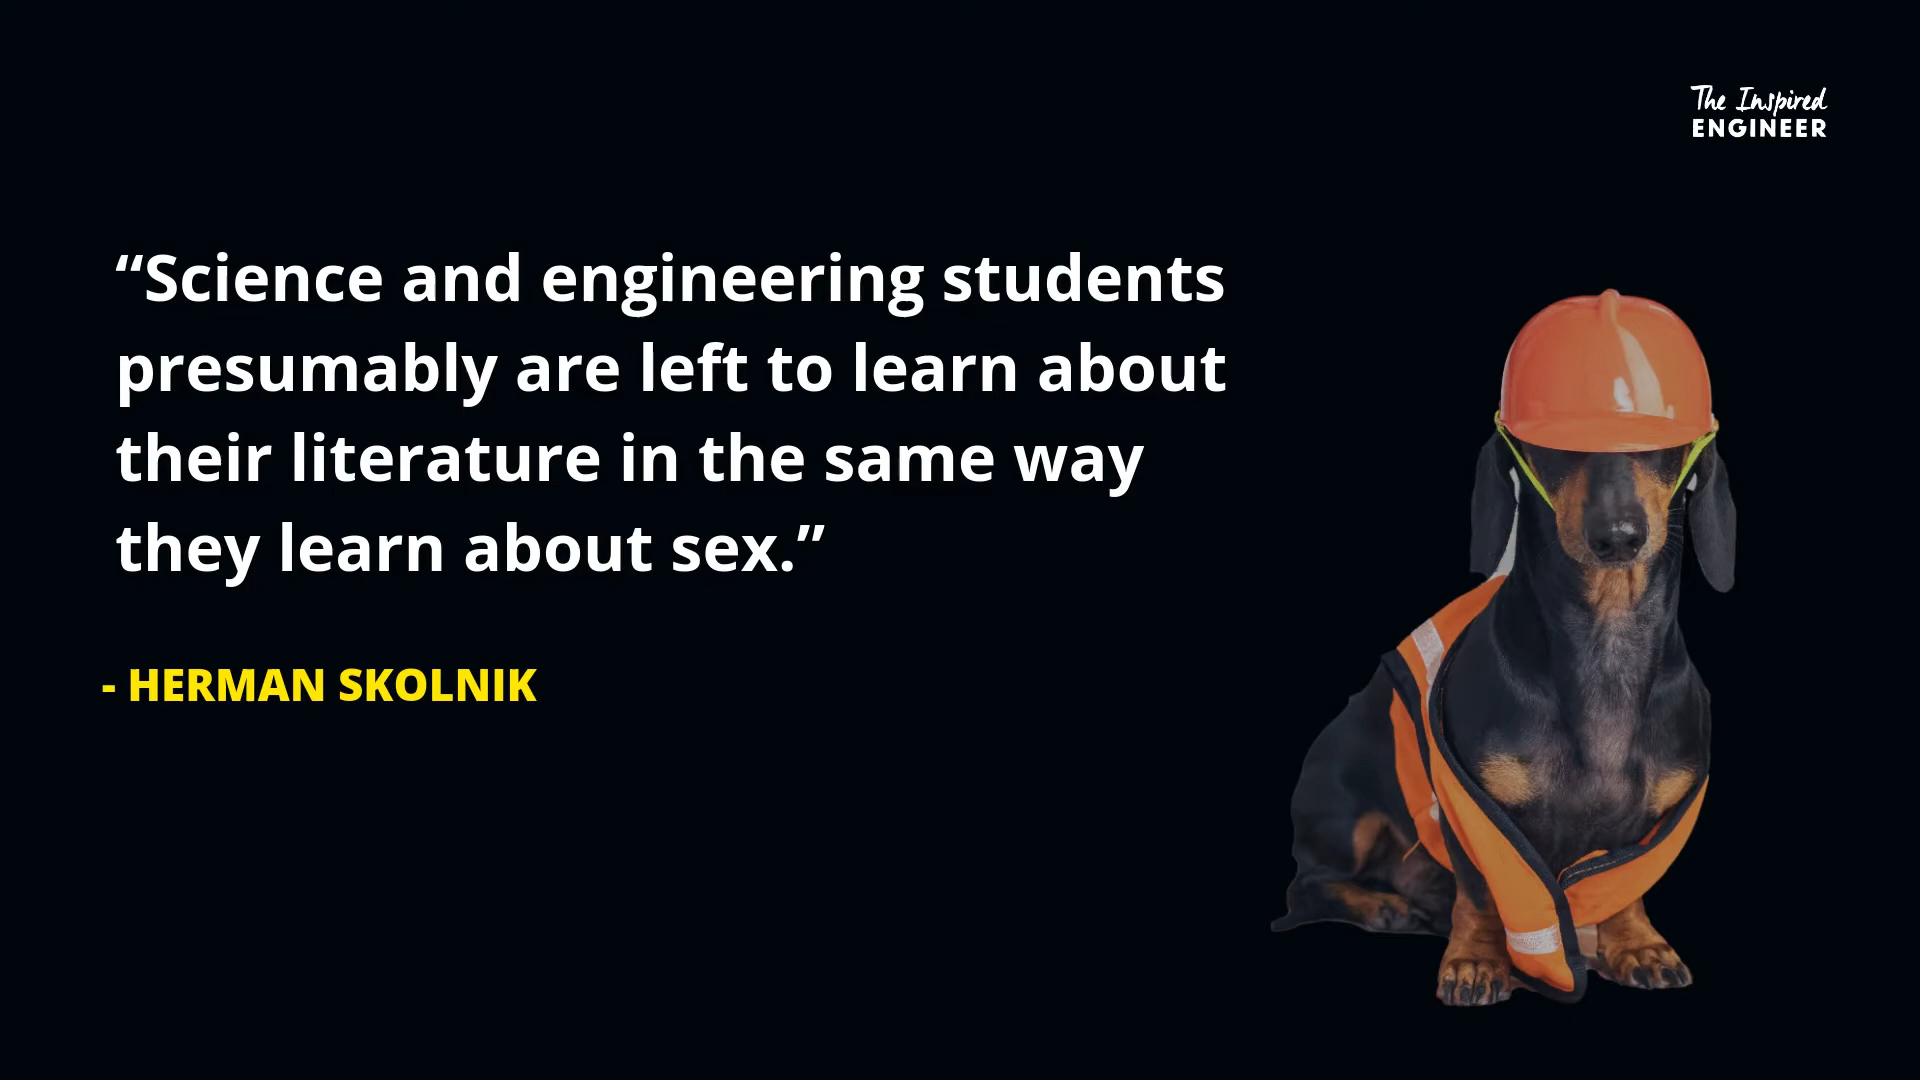 The Inspired
ENGINEER
“Science and engineering students
presumably are left to learn about
their literature in the same way
they learn about sex.”
- HERMAN SKOLNIK